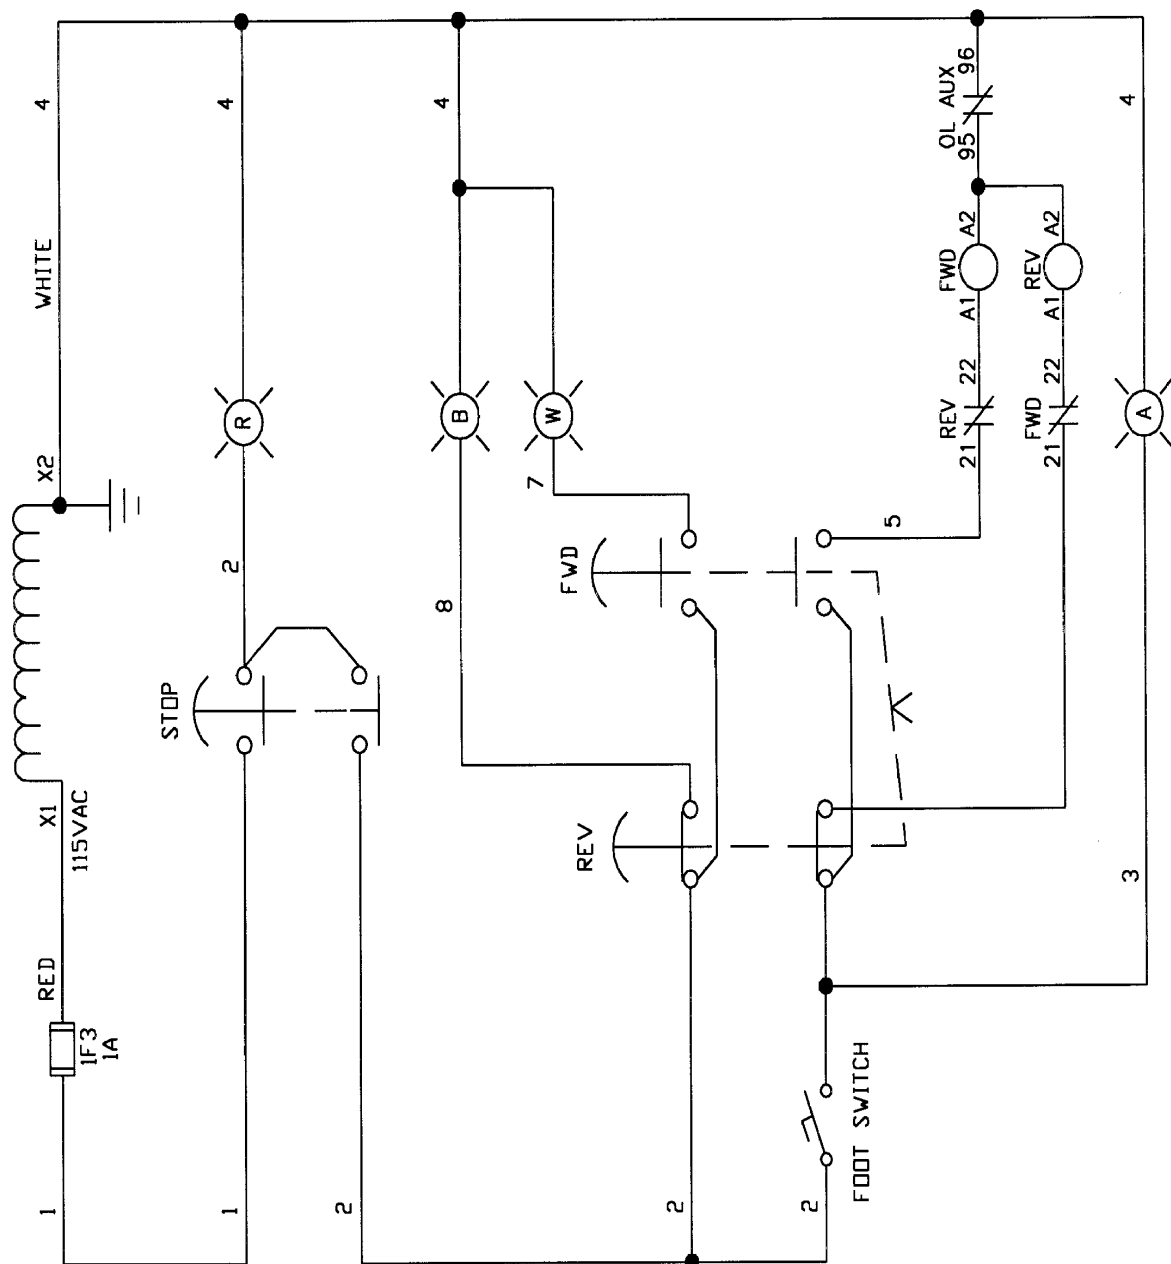 X1
X2
115VAC
RED
WHITE
1F3
1A
1
4
1
STOP
2
R
4
2
8
B
4
7
W
2
REV
FWD
5
REV
21
22
FWD
A1
A2
OL AUX
95
96
FWD
21
22
REV
A1
A2
2
FOOT SWITCH
3
A
4